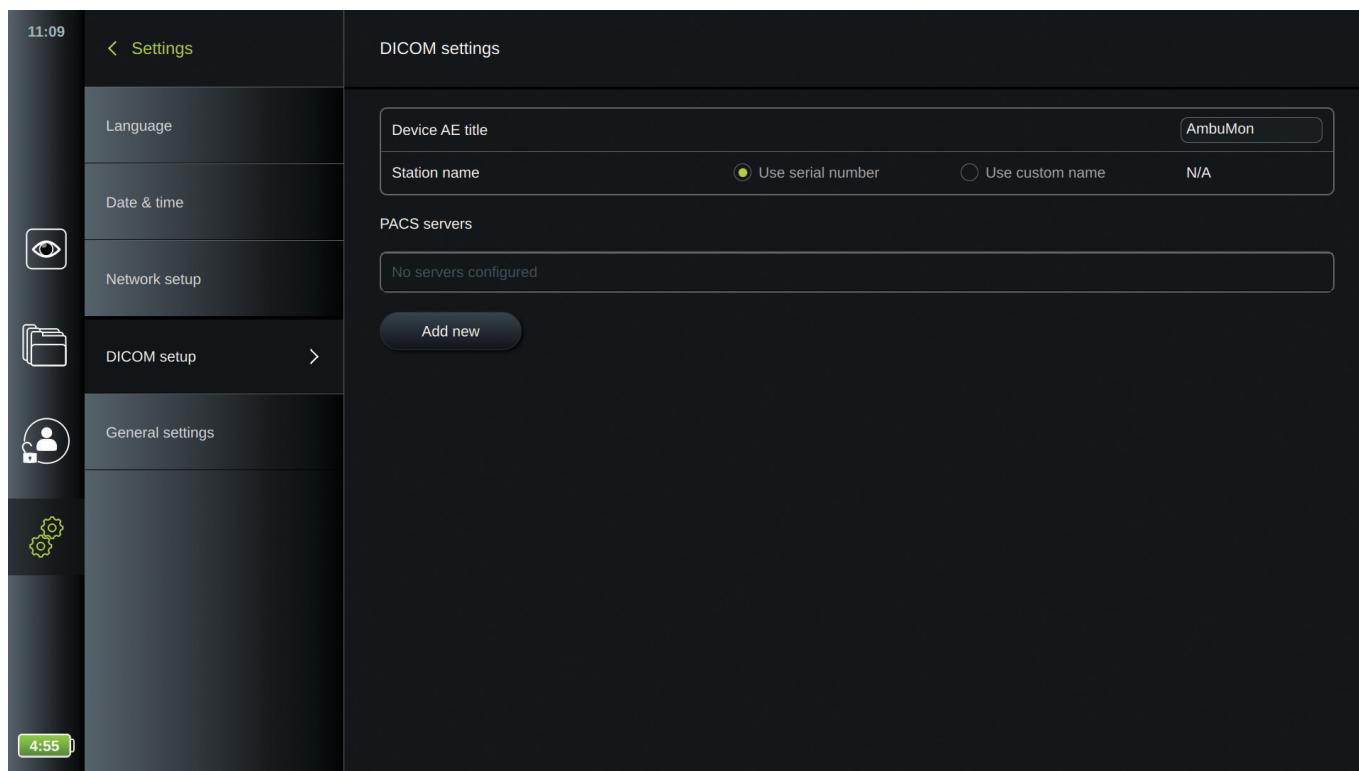 11:09
Settings
Language
Date & time
Network setup
DICOM setup
General settings
4:55
DICOM settings
Device AE title AmbuMon
Station name Use serial number Use custom name N/A
PACS servers
No servers configured
Add new